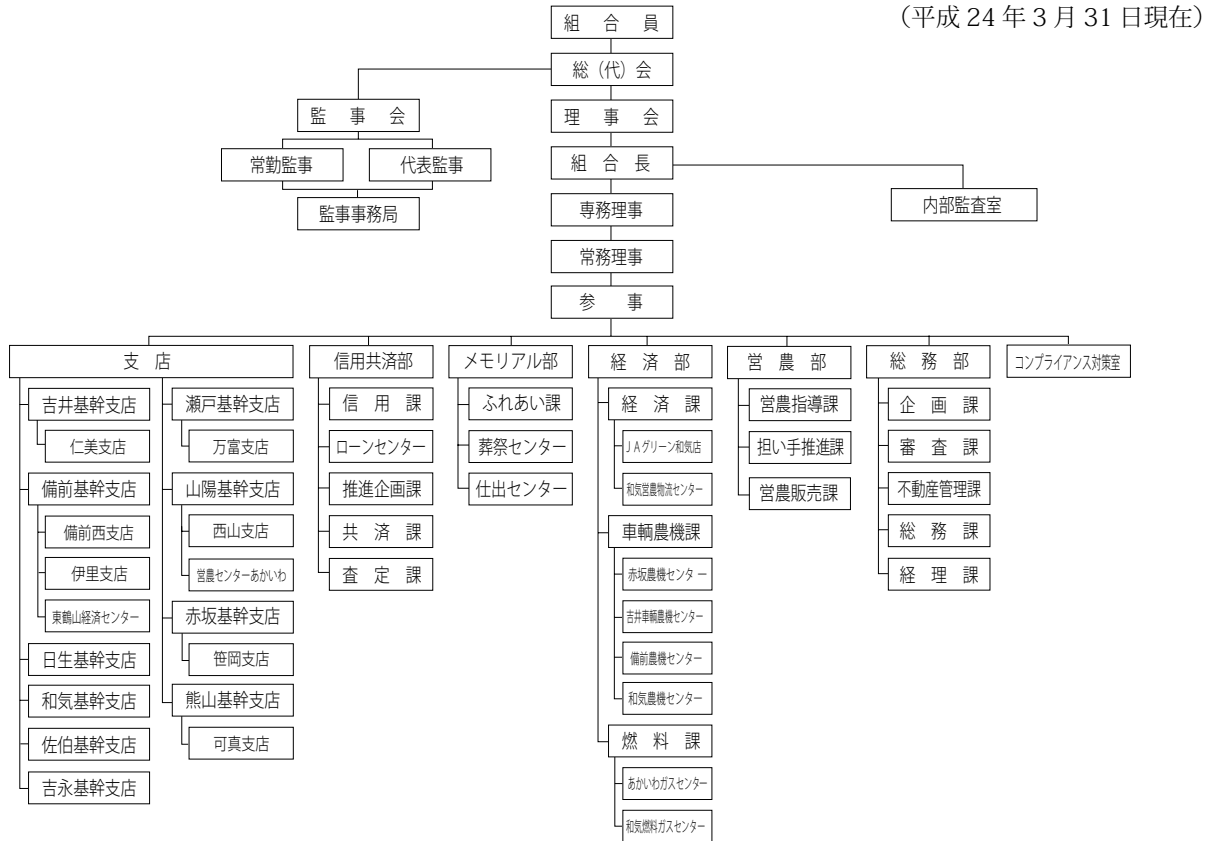 （平成 24 年 3 月 31 日現在）
組合員
総（代）会
監事会
理事会
常勤監事
代表監事
組合長
監事事務局
専務理事
内部監査室
常務理事
参事
支店
吉井基幹支店
仁美支店
備前基幹支店
備前西支店
伊里支店
東鶴山経済センター
日生基幹支店
和気基幹支店
佐伯基幹支店
吉永基幹支店
瀬戸基幹支店
万富支店
山陽基幹支店
西山支店
営農センターあかいわ
赤坂基幹支店
笹岡支店
熊山基幹支店
可真支店
信用共済部
信用課
ローンセンター
推進企画課
共済課
査定課
メモリアル部
ふれあい課
葬祭センター
仕出センター
経済部
経済課
ＪＡグリーン和気店
和気営農物流センター
車輌農機課
赤坂農機センター
吉井車輌農機センター
備前農機センター
和気農機センター
燃料課
あかいわガスセンター
和気燃料ガスセンター
営農部
営農指導課
担い手推進課
営農販売課
総務部
企画課
審査課
不動産管理課
総務課
経理課
コンプライアンス対策室